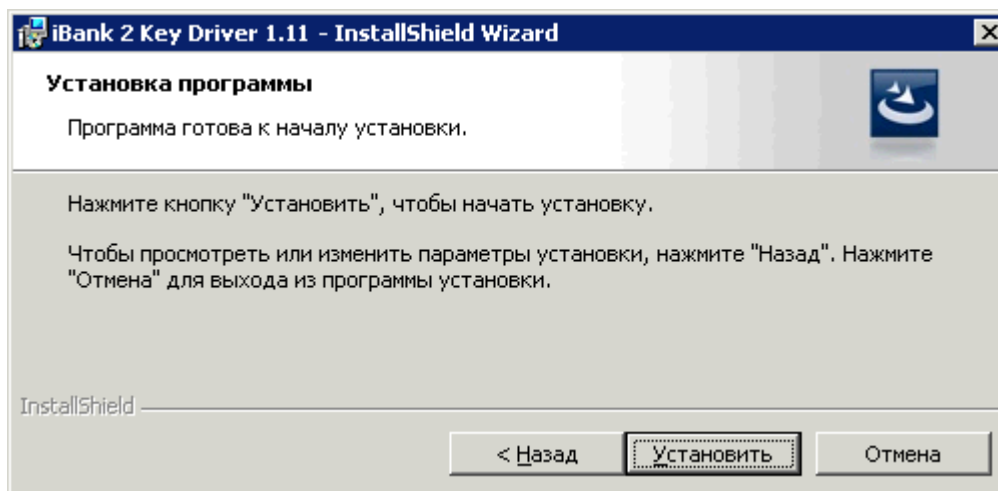 iBank 2 Key Driver 1.11 - InstallShield Wizard
Установка программы
Программа готова к началу установки.
Нажмите кнопку "Установить", чтобы начать установку.
Чтобы просмотреть или изменить параметры установки, нажмите "Назад". Нажмите
"Отмена" для выхода из программы установки.
InstallShield
< Назад
Установить
Отмена